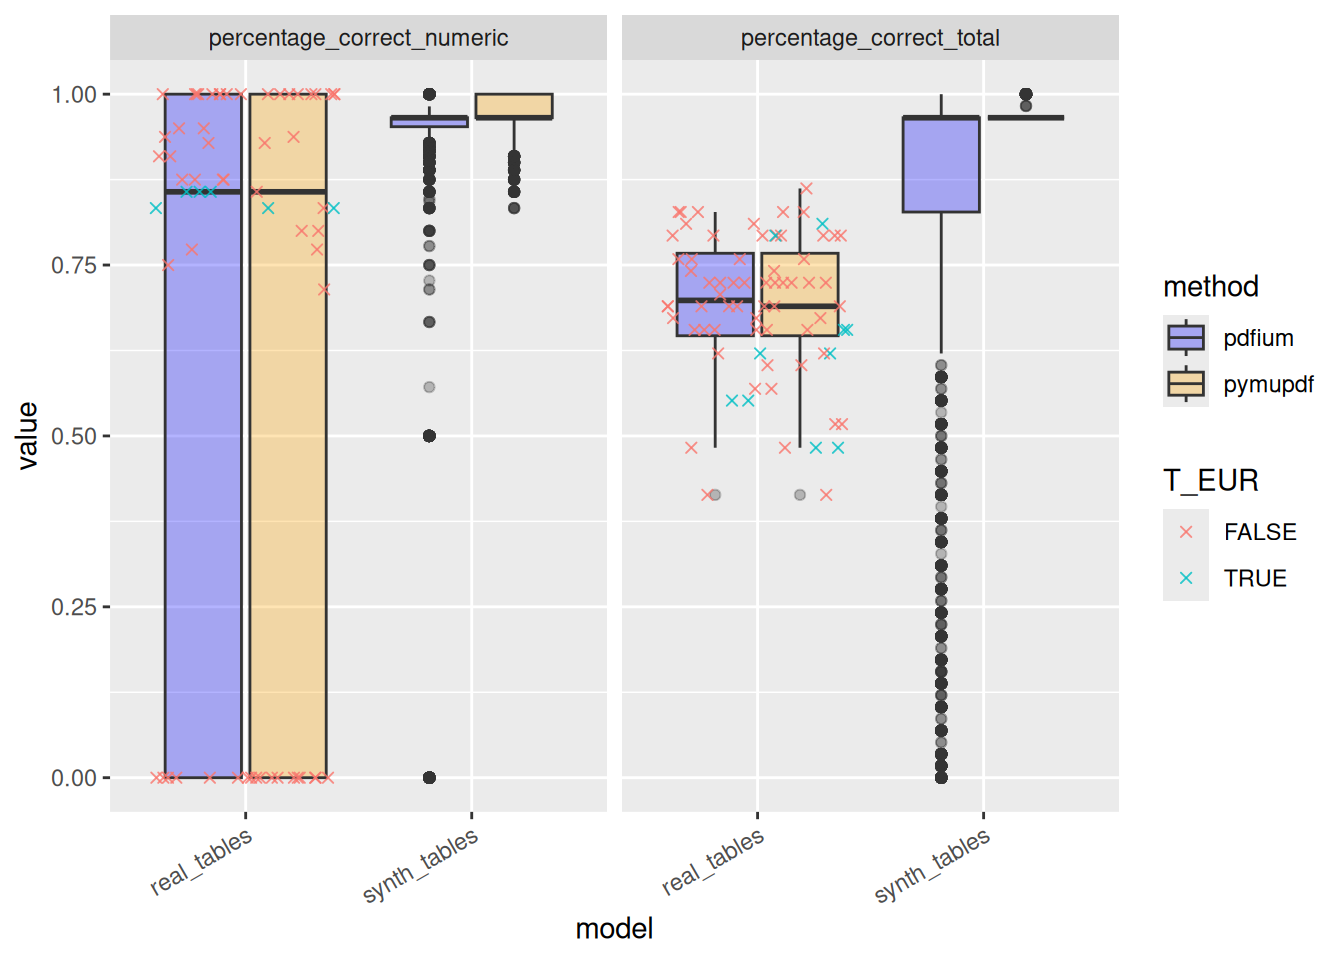 percentage_correct_numeric
percentage_correct_total
1.00
0.75
0.50
0.25
0.00
value
real_tables
synth_tables
real_tables
synth_tables
model
method
pdfium
pymupdf
T_EUR
FALSE
TRUE